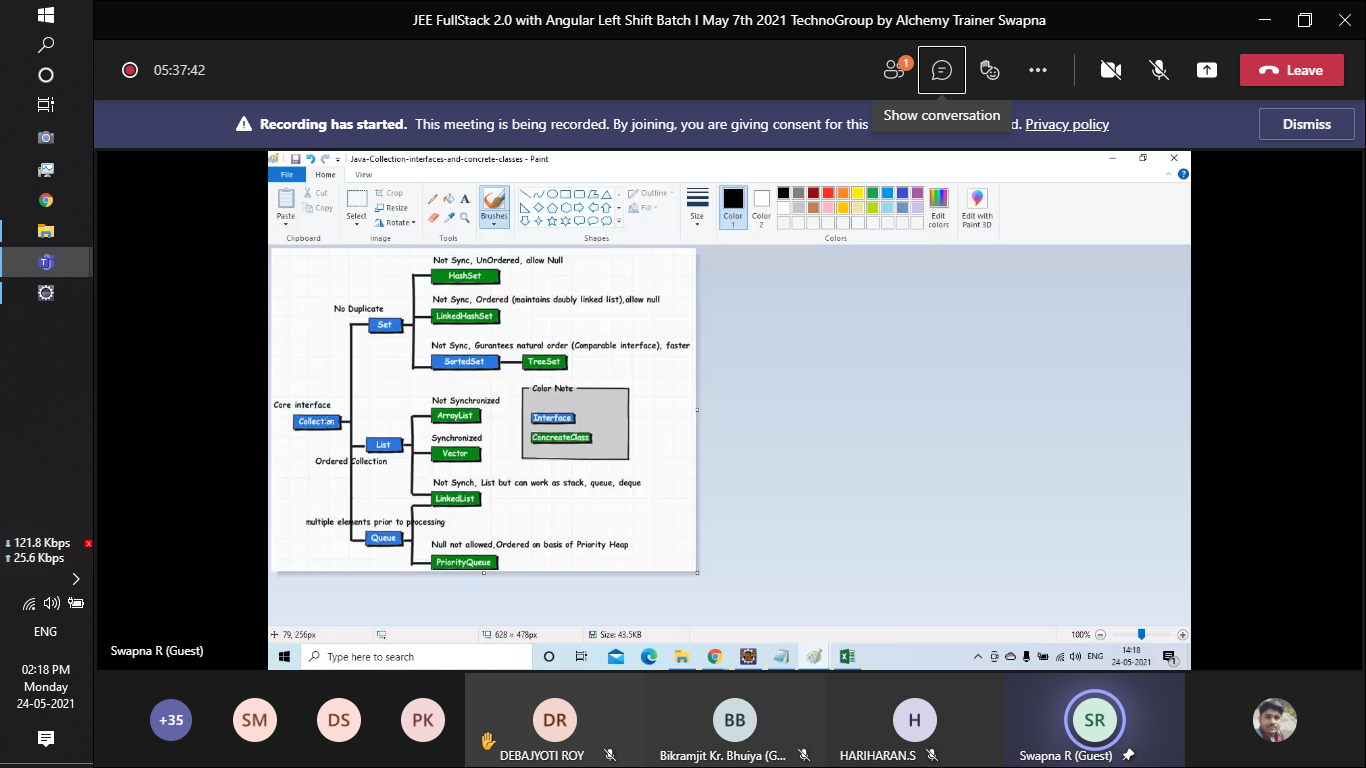 JEE FullStack 2.0 with Angular Left Shift Batch I May 7th 2021 TechnoGroup by Alchemy Trainer Swapna
05:37:42
1
Leave
Show conversation
Recording has started. This meeting is being recorded. By joining, you are giving consent for this
d. Privacy policy
Dismiss
Java-Collection-interfaces-and-concrete-classes - Paint
File Home View
Paste
Cut
Copy
Clipboard
Select
Crop
Resize
Rotate
Image
A
Tools
Brushes
Outline
Fill
Shapes
Size
Color
1
Color
2
Edit
colors
Edit with
Paint 3D
Colors
Not Sync, UnOrdered, allow Null
HashSet
Not Sync, Ordered (maintains doubly linked list),allow null
No Duplicate
LinkedHashSet
Set
Not Sync, Gurantees natural order (Comparable interface), faster
SortedSet
TreeSet
Color Note
Interface
ConcreateClass
Core interface
Collection
Not Synchronized
ArrayList
Synchronized
List
Vector
Ordered Collection
Not Synch, List but can work as stack, queue, deque
LinkedList
multiple elements prior to processing
Queue
Null not allowed,Ordered on basis of Priority Heap
PriorityQueue
79, 256px
628 × 478px
Size: 43.5KB
100%
Type here to search
ENG
14:18
24-05-2021
1
Swapna R (Guest)
121.8 Kbps
25.6 Kbps
x
ENG
02:18 PM
Monday
24-05-2021
+35
SM
DS
PK
DR
DEBAJYOTI ROY
BB
Bikramjit Kr. Bhuiya (G...
H
HARIHARAN.S
SR
Swapna R (Guest)